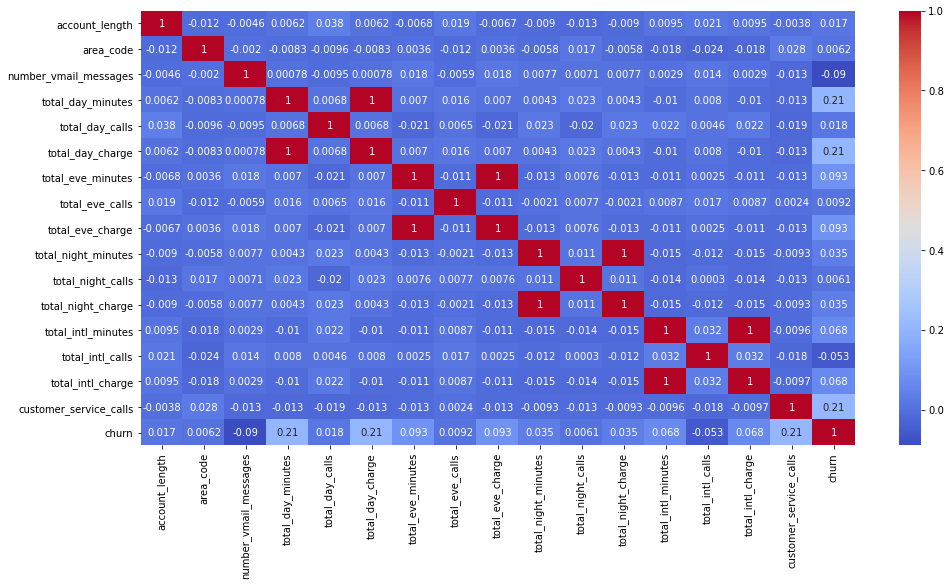 account_length 1 -0.012 -0.0046 0.0062 0.038 0.0062 -0.0068 0.019 -0.0067 -0.009 -0.013 -0.009 0.0095 0.021 0.0095 -0.0038 0.017
area_code -0.012 1 -0.002 -0.0083 -0.0096 -0.0083 0.0036 -0.012 0.0036 -0.0058 0.017 -0.0058 -0.018 -0.024 -0.018 0.028 0.0062
number_vmail_messages -0.0046 -0.002 1 0.00078 -0.0095 0.00078 0.018 -0.0059 0.018 0.0077 0.0071 0.0077 0.0029 0.014 0.0029 -0.013 -0.09
total_day_minutes 0.0062 -0.0083 0.00078 1 0.0068 1 0.007 0.016 0.007 0.0043 0.023 0.0043 -0.01 0.008 -0.01 -0.013 0.21
total_day_calls 0.038 -0.0096 -0.0095 0.0068 1 0.0068 -0.021 0.0065 -0.021 0.023 -0.02 0.023 0.022 0.0046 0.022 -0.019 0.018
total_day_charge 0.0062 -0.0083 0.00078 1 0.0068 1 0.007 0.016 0.007 0.0043 0.023 0.0043 -0.01 0.008 -0.01 -0.013 0.21
total_eve_minutes -0.0068 0.0036 0.018 0.007 -0.021 0.007 1 -0.011 1 -0.013 0.0076 -0.013 -0.011 0.0025 -0.011 -0.013 0.093
total_eve_calls 0.019 -0.012 -0.0059 0.016 0.0065 0.016 -0.011 1 -0.011 -0.0021 0.0077 -0.0021 0.0087 0.017 0.0087 0.0024 0.0092
total_eve_charge -0.0067 0.0036 0.018 0.007 -0.021 0.007 1 -0.011 1 -0.013 0.0076 -0.013 -0.011 0.0025 -0.011 -0.013 0.093
total_night_minutes -0.009 -0.0058 0.0077 0.0043 0.023 0.0043 -0.013 -0.0021 -0.013 1 0.011 1 -0.015 -0.012 -0.015 -0.0093 0.035
total_night_calls -0.013 0.017 0.0071 0.023 -0.02 0.023 0.0076 0.0077 0.0076 0.011 1 0.011 -0.014 0.0003 -0.014 -0.013 0.0061
total_night_charge -0.009 -0.0058 0.0077 0.0043 0.023 0.0043 -0.013 -0.0021 -0.013 1 0.011 1 -0.015 -0.012 -0.015 -0.0093 0.035
total_intl_minutes 0.0095 -0.018 0.0029 -0.01 0.022 -0.01 -0.011 0.0087 -0.011 -0.015 -0.014 -0.015 1 0.032 1 -0.0096 0.068
total_intl_calls 0.021 -0.024 0.014 0.008 0.0046 0.008 0.0025 0.017 0.0025 -0.012 0.0003 -0.012 0.032 1 0.032 -0.018 -0.053
total_intl_charge 0.0095 -0.018 0.0029 -0.01 0.022 -0.01 -0.011 0.0087 -0.011 -0.015 -0.014 -0.015 1 0.032 1 -0.0097 0.068
customer_service_calls -0.0038 0.028 -0.013 -0.013 -0.019 -0.013 -0.013 0.0024 -0.013 -0.0093 -0.013 -0.0093 -0.0096 -0.018 -0.0097 1 0.21
churn 0.017 0.0062 -0.09 0.21 0.018 0.21 0.093 0.0092 0.093 0.035 0.0061 0.035 0.068 -0.053 0.068 0.21 1
account_length
area_code
number_vmail_messages
total_day_minutes
total_day_calls
total_day_charge
total_eve_minutes
total_eve_calls
total_eve_charge
total_night_minutes
total_night_calls
total_night_charge
total_intl_minutes
total_intl_calls
total_intl_charge
customer_service_calls
churn
1.0
0.8
0.6
0.4
0.2
0.0